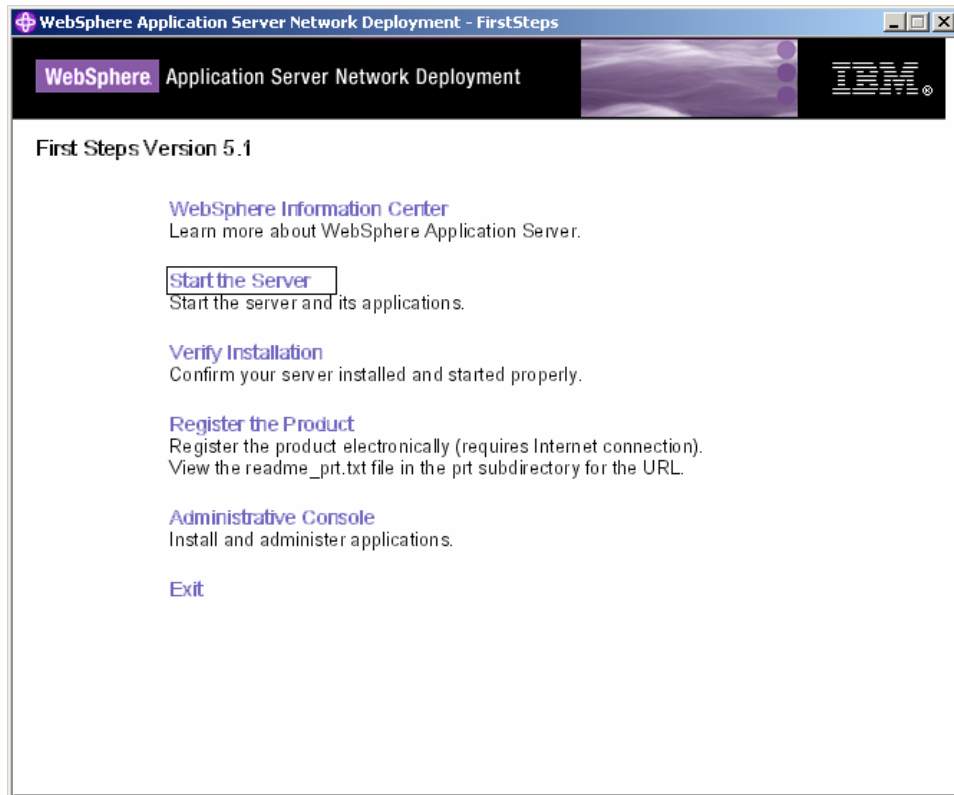 WebSphere Application Server Network Deployment - FirstSteps
WebSphere. Application Server Network Deployment
IBM®
First Steps Version 5.1
WebSphere Information Center
Learn more about WebSphere Application Server.
Start the Server
Start the server and its applications.
Verify Installation
Confirm your server installed and started properly.
Register the Product
Register the product electronically (requires Internet connection).
View the readme_prt.txt file in the prt subdirectory for the URL.
Administrative Console
Install and administer applications.
Exit